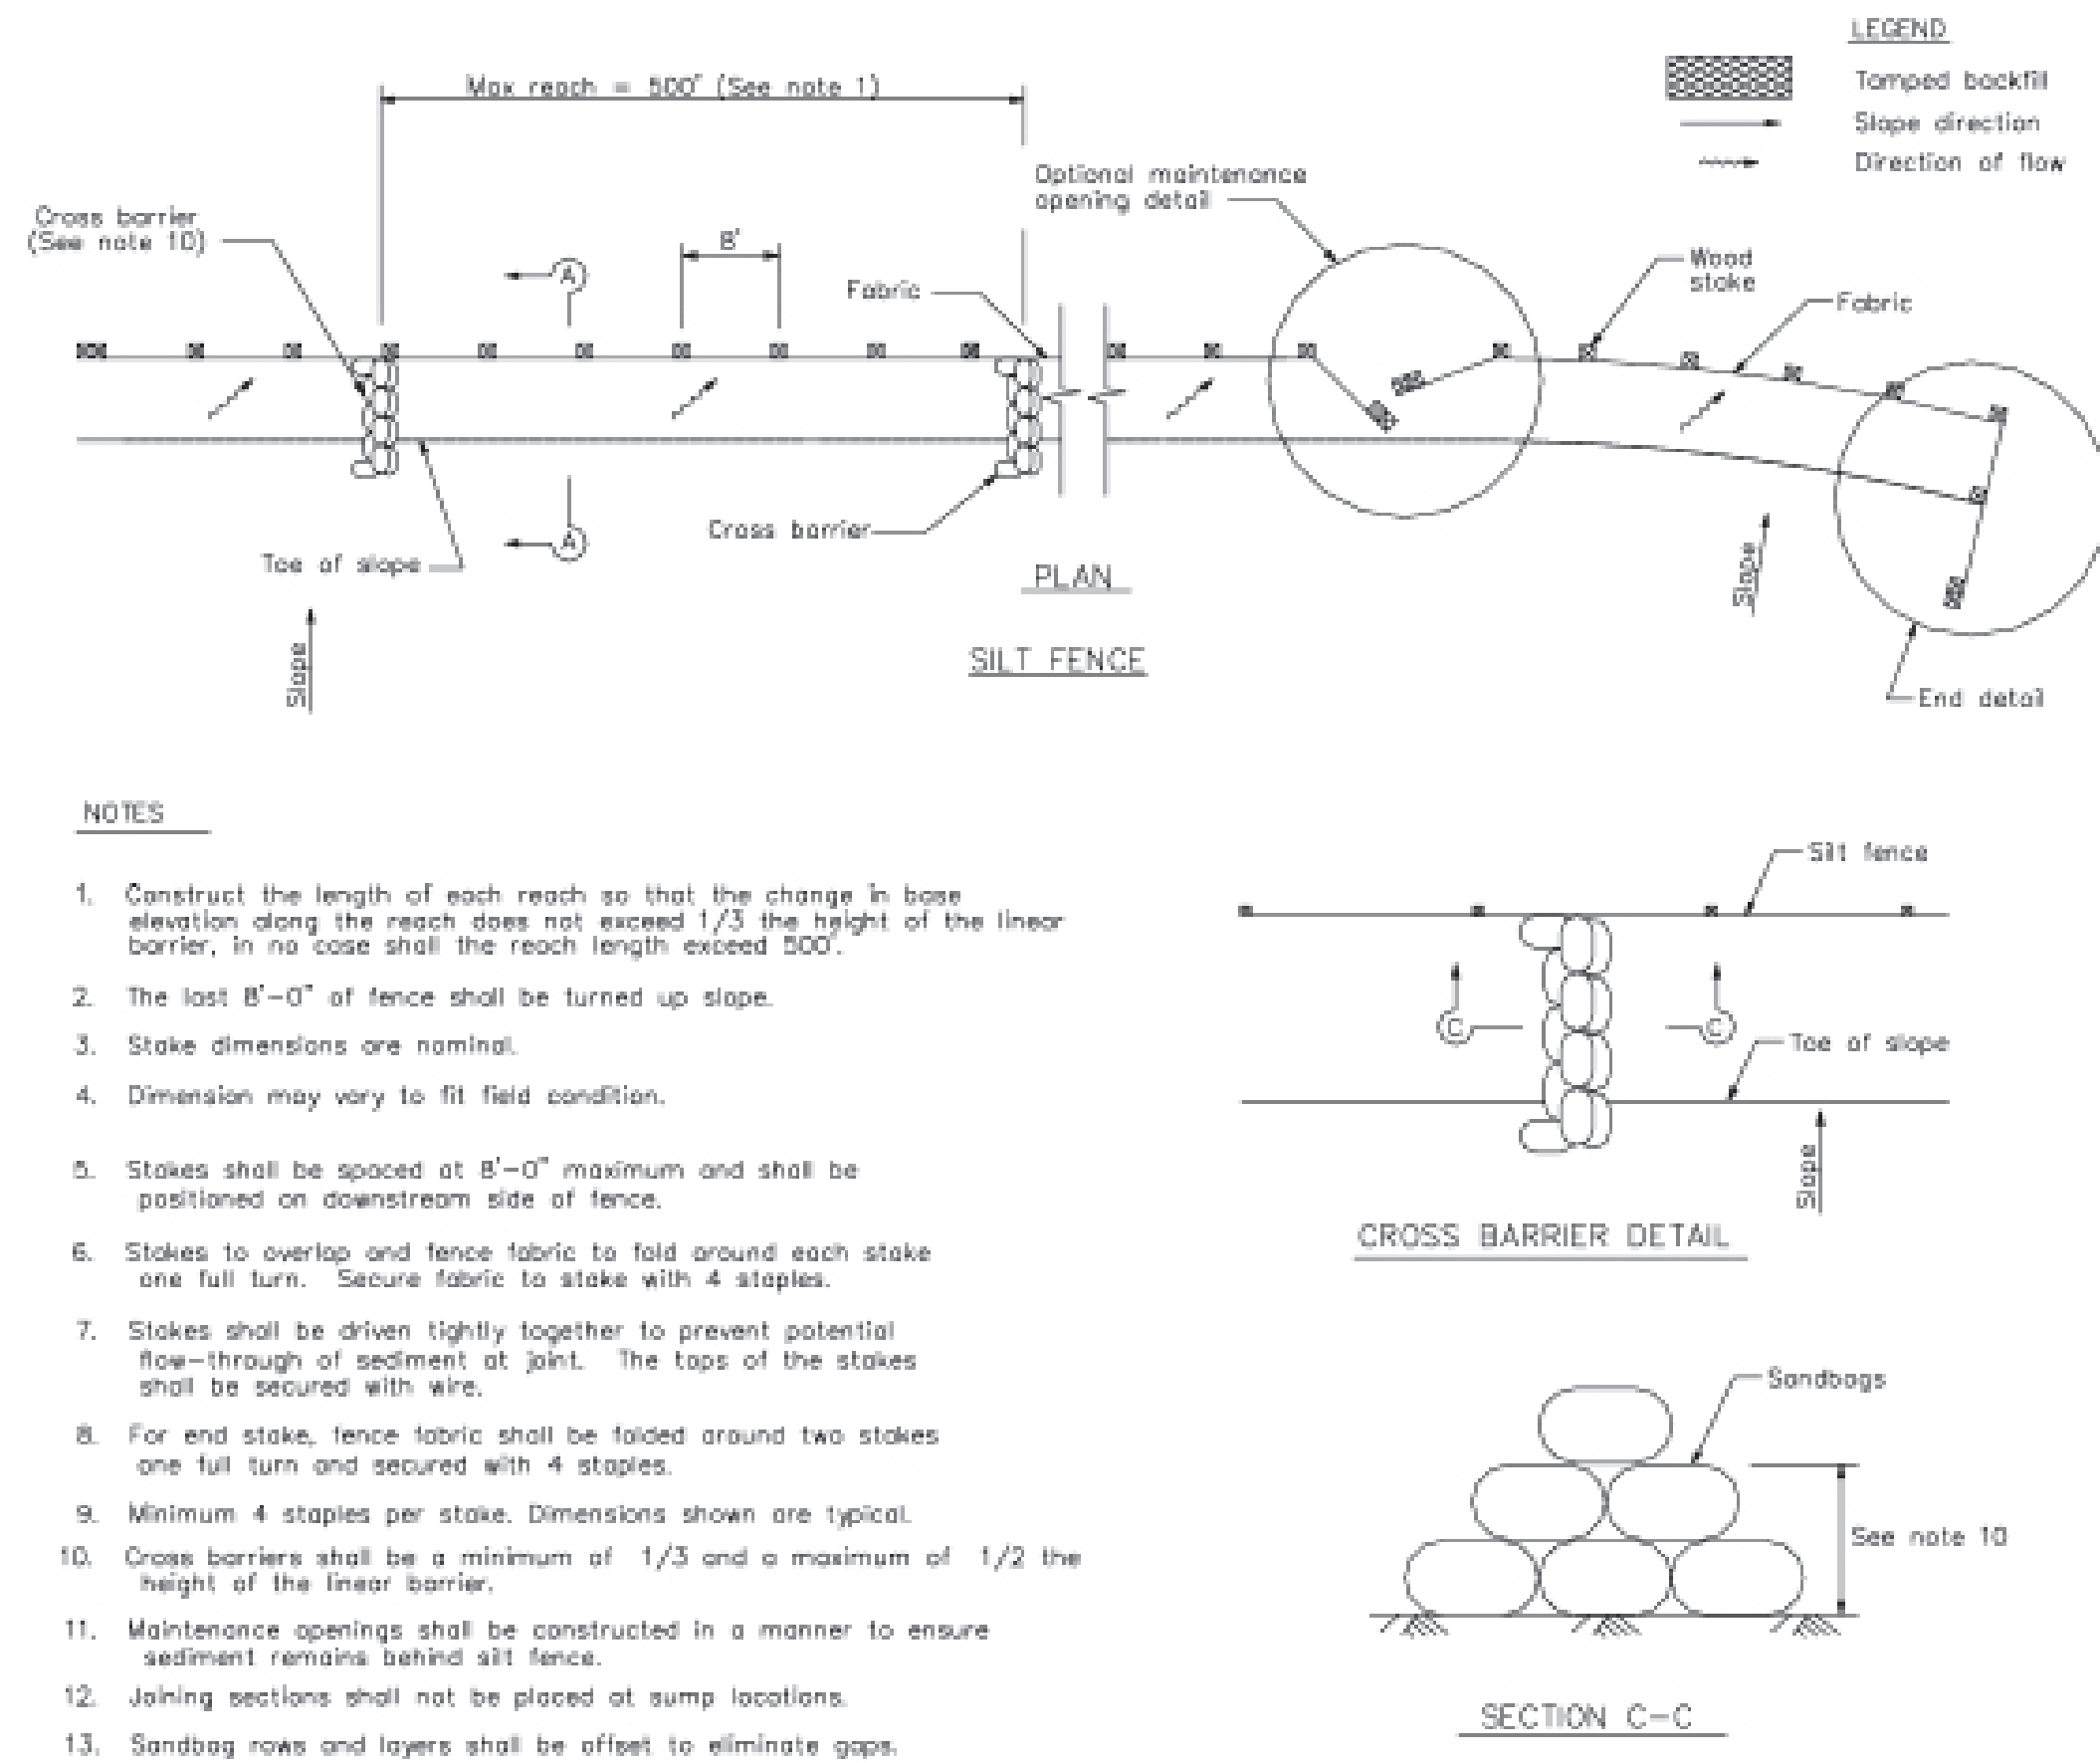 LEGEND
Tamped backfill
Slope direction
Direction of flow
Max reach = 500' (See note 1)
Optional maintenance
opening detail
Cross barrier
(See note 10)
8'
A
Fabric
Wood
stake
Fabric
A
Cross barrier
Toe of slope
PLAN
Slope
Slope
SILT FENCE
End detail
NOTES
1. Construct the length of each reach so that the change in base
elevation along the reach does not exceed 1/3 the height of the linear
barrier, in no case shall the reach length exceed 500'.
2. The last 8'-0" of fence shall be turned up slope.
3. Stake dimensions are nominal.
4. Dimension may vary to fit field condition.
5. Stakes shall be spaced at 8'-0" maximum and shall be
positioned on downstream side of fence.
6. Stakes to overlap and fence fabric to fold around each stake
one full turn. Secure fabric to stake with 4 staples.
7. Stakes shall be driven tightly together to prevent potential
flow-through of sediment at joint. The tops of the stakes
shall be secured with wire.
8. For end stake, fence fabric shall be folded around two stakes
one full turn and secured with 4 staples.
9. Minimum 4 staples per stake. Dimensions shown are typical.
10. Cross barriers shall be a minimum of 1/3 and a maximum of 1/2 the
height of the linear barrier.
11. Maintenance openings shall be constructed in a manner to ensure
sediment remains behind silt fence.
12. Joining sections shall not be placed at sump locations.
13. Sandbag rows and layers shall be offset to eliminate gaps.
Silt fence
C
C
Toe of slope
Slope
CROSS BARRIER DETAIL
Sandbags
See note 10
SECTION C-C